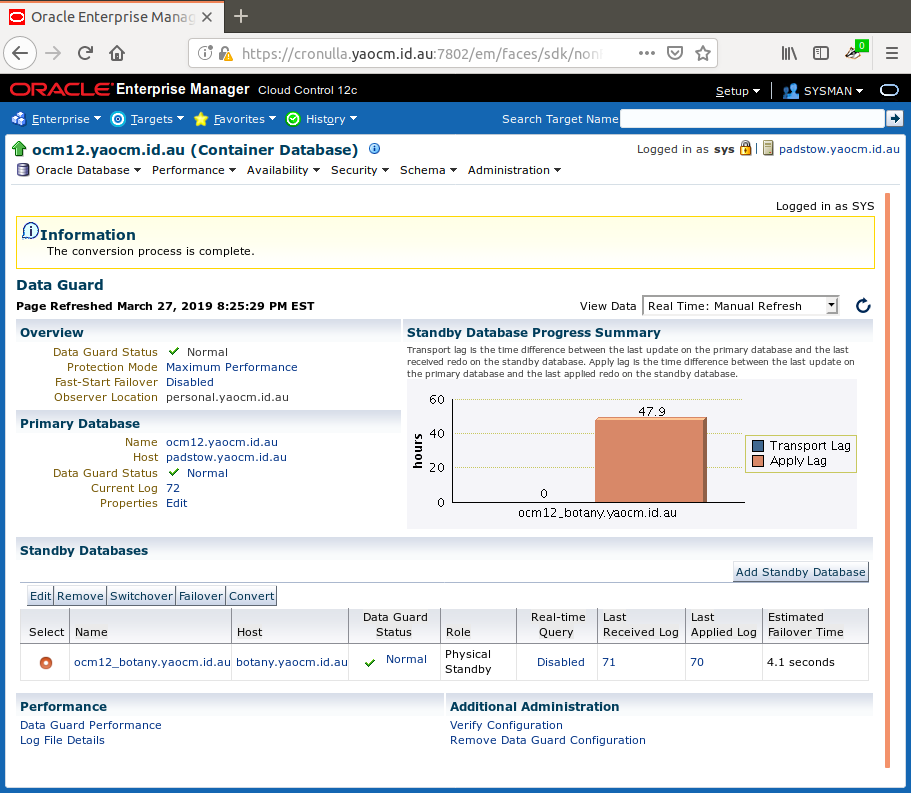 Oracle Enterprise Manag
https://cronulla.yaocm.id.au:7802/em/faces/sdk/non
0
ORACLE Enterprise Manager Cloud Control 12c
Setup SYSMAN
Enterprise Targets Favorites History Search Target Name
ocm12.yaocm.id.au (Container Database)
Logged in as sys padstow.yaocm.id.au
Oracle Database Performance Availability Security Schema Administration
Logged in as SYS
Information
The conversion process is complete.
Data Guard
Page Refreshed March 27, 2019 8:25:29 PM EST
View Data Real Time: Manual Refresh
Overview
Data Guard Status Normal
Protection Mode Maximum Performance
Fast-Start Failover Disabled
Observer Location personal.yaocm.id.au
Primary Database
Name ocm12.yaocm.id.au
Host padstow.yaocm.id.au
Data Guard Status Normal
Current Log 72
Properties Edit
Standby Database Progress Summary
Transport lag is the time difference between the last update on the primary database and the last
received redo on the standby database. Apply lag is the time difference between the last update on
the primary database and the last applied redo on the standby database.
60
40
20
0
hours
0
47.9
ocm12_botany.yaocm.id.au
Transport Lag
Apply Lag
Standby Databases
Add Standby Database
Edit Remove Switchover Failover Convert
Select Name Host Data Guard Status Role Real-time Query Last Received Log Last Applied Log Estimated Failover Time
ocm12_botany.yaocm.id.au botany.yaocm.id.au Normal Physical Standby Disabled 71 70 4.1 seconds
Performance
Data Guard Performance
Log File Details
Additional Administration
Verify Configuration
Remove Data Guard Configuration